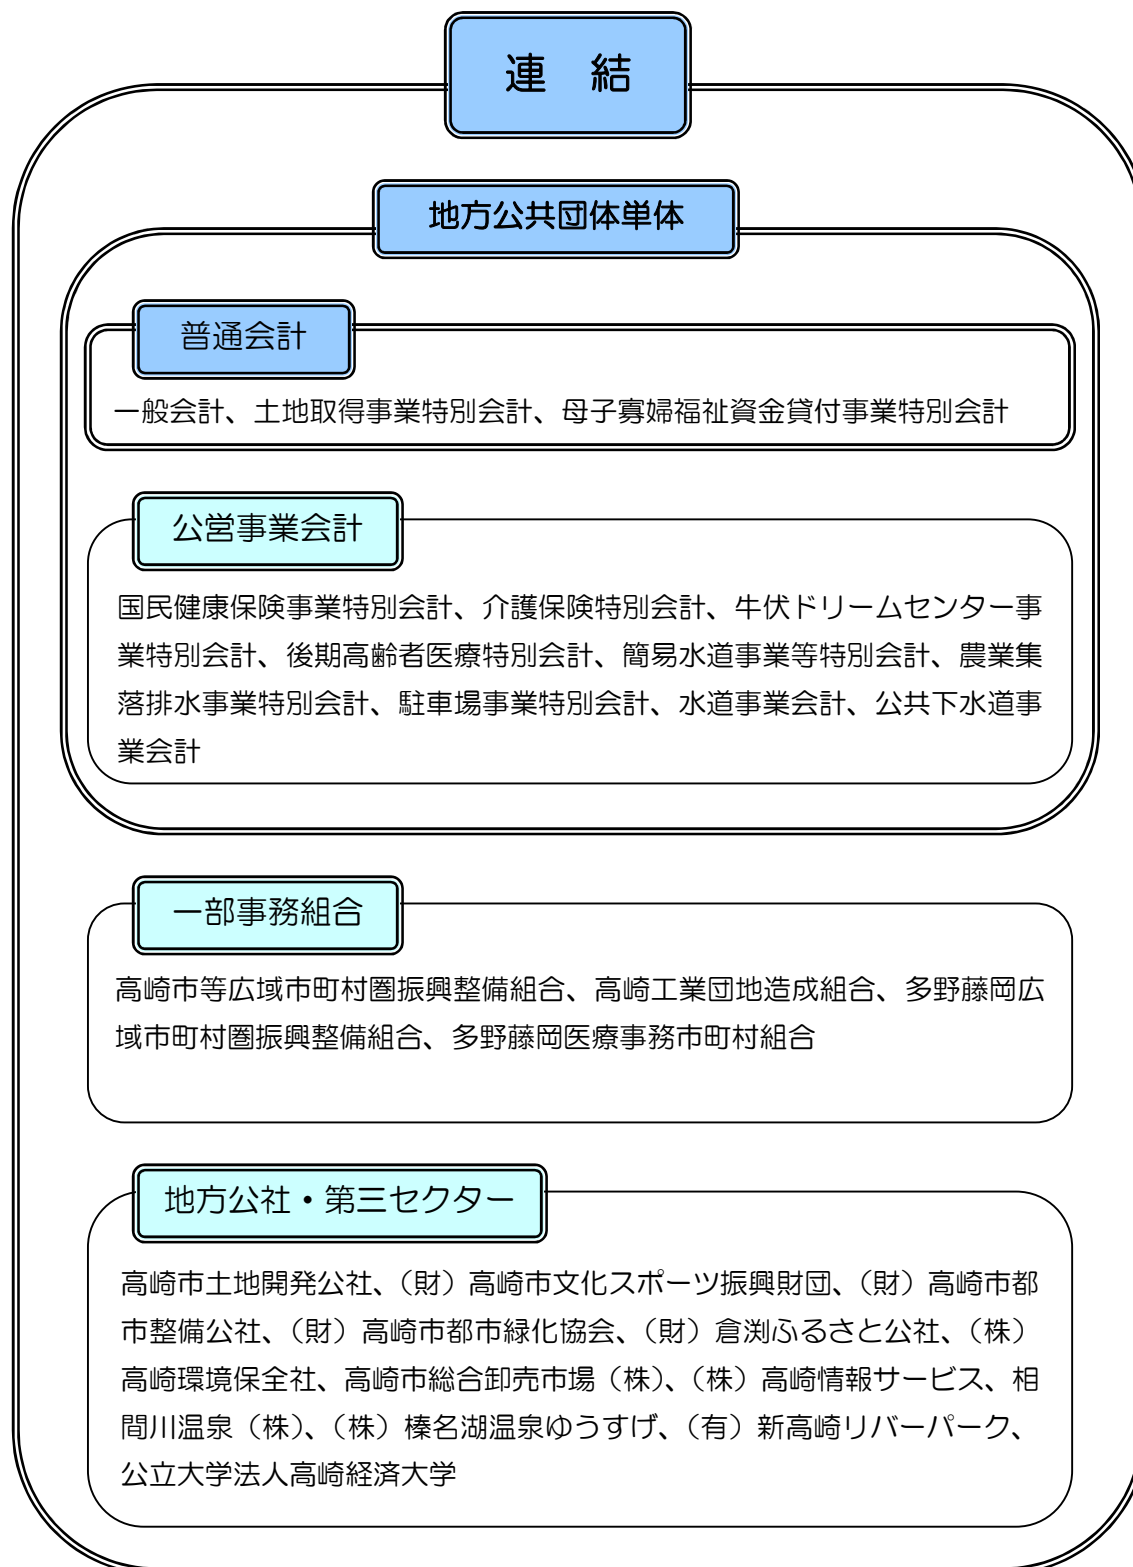 連　結
地方公共団体単体
普通会計
一般会計、土地取得事業特別会計、母子寡婦福祉資金貸付事業特別会計
公営事業会計
国民健康保険事業特別会計、介護保険特別会計、牛伏ドリームセンター事
業特別会計、後期高齢者医療特別会計、簡易水道事業等特別会計、農業集
落排水事業特別会計、駐車場事業特別会計、水道事業会計、公共下水道事
業会計
一部事務組合
高崎市等広域市町村圏振興整備組合、高崎工業団地造成組合、多野藤岡広
域市町村圏振興整備組合、多野藤岡医療事務市町村組合
地方公社・第三セクター
高崎市土地開発公社、（財）高崎市文化スポーツ振興財団、（財）高崎市都
市整備公社、（財）高崎市都市緑化協会、（財）倉渕ふるさと公社、（株）
高崎環境保全社、高崎市総合卸売市場（株）、（株）高崎情報サービス、相
間川温泉（株）、（株）榛名湖温泉ゆうすげ、（有）新高崎リバーパーク、
公立大学法人高崎経済大学